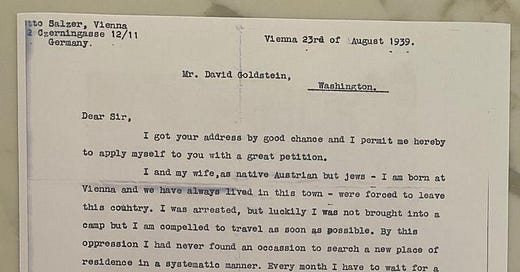 tto Salzer, Vienna
2 Czerningasse 12/11
Germany.
Vienna 23rd of August 1939.
Mr. David Goldstein,
Washington.
Dear Sir,
I got your address by good chance and I permit me hereby
to apply myself to you with a great petition.
I and my wife,as native Austrian but jews - I am born at
Vienna and we have always lived in this town - were forced to leave
this country. I was arrested, but luckily I was not brought into a
camp but I am compelled to travel as soon as possible. By this
oppression I had never found an occassion to search a new place of
residence in a systematic manner. Every month I have to wait for a